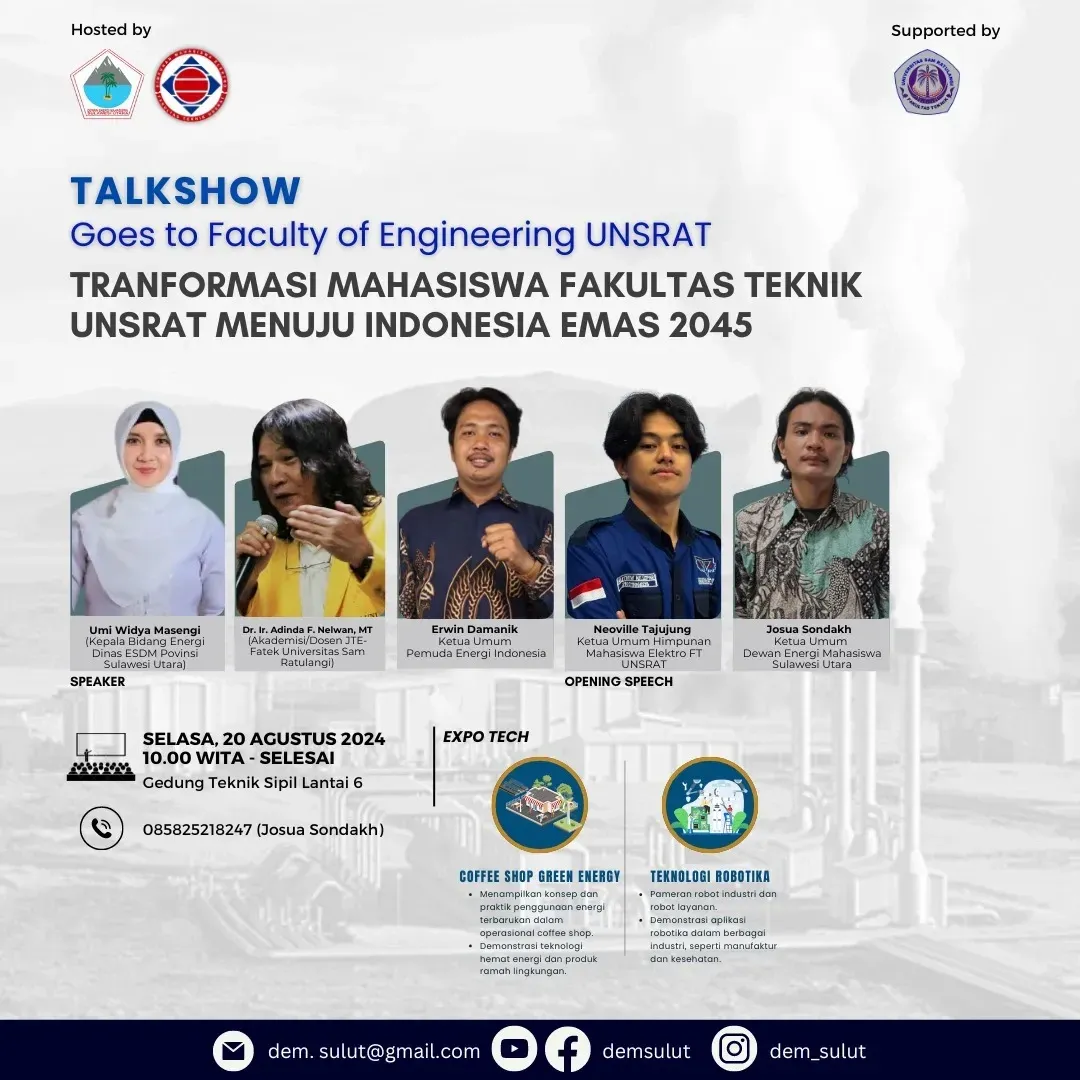 Hosted by
Supported by
TALKSHOW
Goes to Faculty of Engineering UNSRAT
TRANFORMASI MAHASISWA FAKULTAS TEKNIK
UNSRAT MENUJU INDONESIA EMAS 2045
Umi Widya Masengi
(Kepala Bidang Energi
Dinas ESDM Povinsi
Sulawesi Utara)
Dr. Ir. Adinda F. Nelwan, MT
(Akademisi/Dosen JTE-
Fatek Universitas Sam
Ratulangi)
Erwin Damanik
Ketua Umum
Pemuda Energi Indonesia
Neoville Tajujung
Ketua Umum Himpunan
Mahasiswa Elektro FT
UNSRAT
Josua Sondakh
Ketua Umum
Dewan Energi Mahasiswa
Sulawesi Utara
SPEAKER
OPENING SPEECH
SELASA, 20 AGUSTUS 2024
10.00 WITA - SELESAI
Gedung Teknik Sipil Lantai 6
085825218247 (Josua Sondakh)
EXPO TECH
COFFEE SHOP GREEN ENERGY
• Menampilkan konsep dan
praktik penggunaan energi
terbarukan dalam
operasional coffee shop.
• Demonstrasi teknologi
hemat energi dan produk
ramah lingkungan.
TEKNOLOGI ROBOTIKA
• Pameran robot industri dan
robot layanan.
• Demonstrasi aplikasi
robotika dalam berbagai
industri, seperti manufaktur
dan kesehatan.
dem. sulut@gmail.com
demsulut
dem_sulut